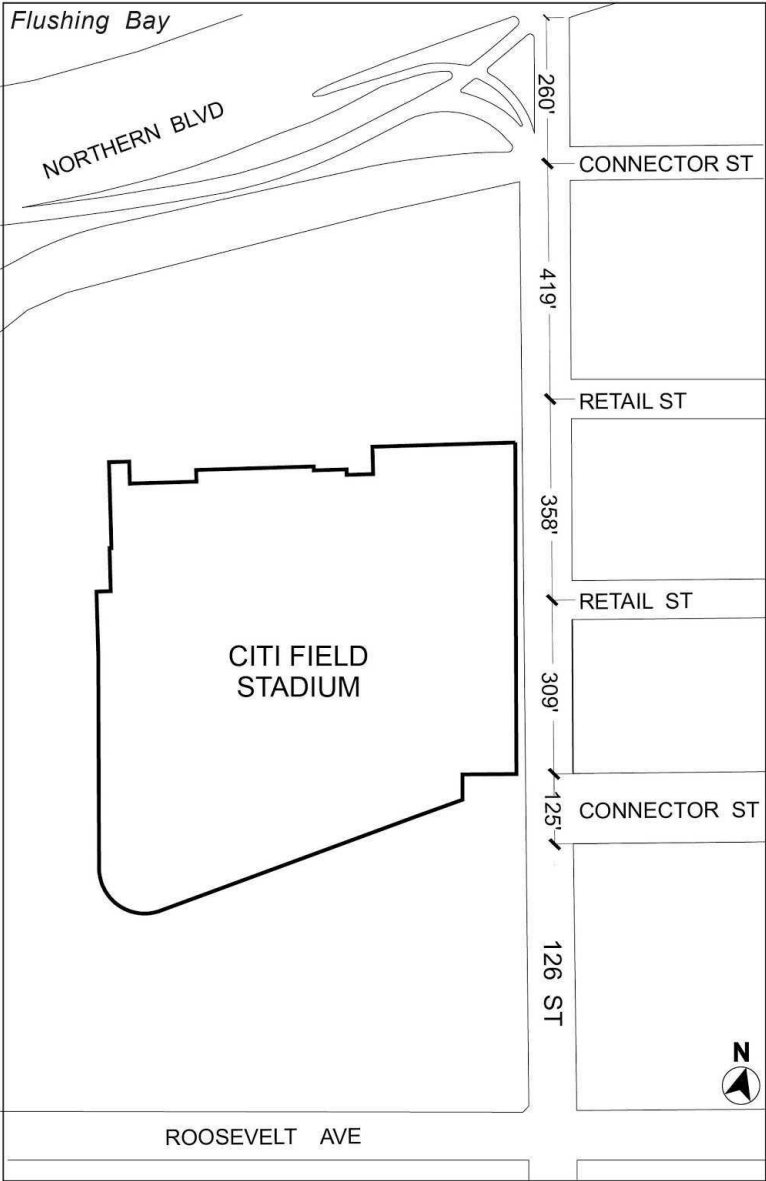 Flushing Bay
260'
NORTHERN BLVD
CONNECTOR ST
419'
RETAIL ST
358'
RETAIL ST
CITI FIELD
STADIUM
309'
125'
CONNECTOR ST
126 ST
N
ROOSEVELT AVE